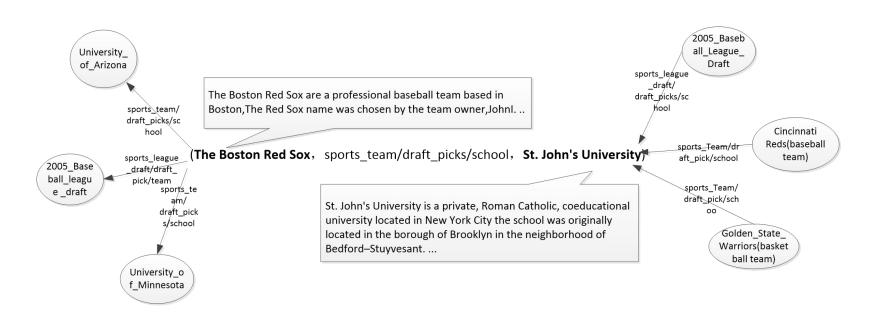 University_
of_Arizona
sports_team/
draft_picks/sc
hool
2005_Base
ball_leagu
e _draft
sports_league
_draft/draft_
pick/team
sports_te
am/
draft_pick
s/school
University_o
f_Minnesota
The Boston Red Sox are a professional baseball team based in
Boston,The Red Sox name was chosen by the team owner,JohnI. ..
(The Boston Red Sox，sports_team/draft_picks/school，St. John's University)
St. John's University is a private, Roman Catholic, coeducational
university located in New York City the school was originally
located in the borough of Brooklyn in the neighborhood of
Bedford–Stuyvesant. ...
2005_Baseb
all_League_
Draft
sports_league
_draft/
draft_picks/sc
hool
Cincinnati
Reds(baseball
team)
sports_Team/dr
aft_pick/school
sports_Team/
draft_pick/sch
oo
Golden_State_
Warriors(basket
ball team)